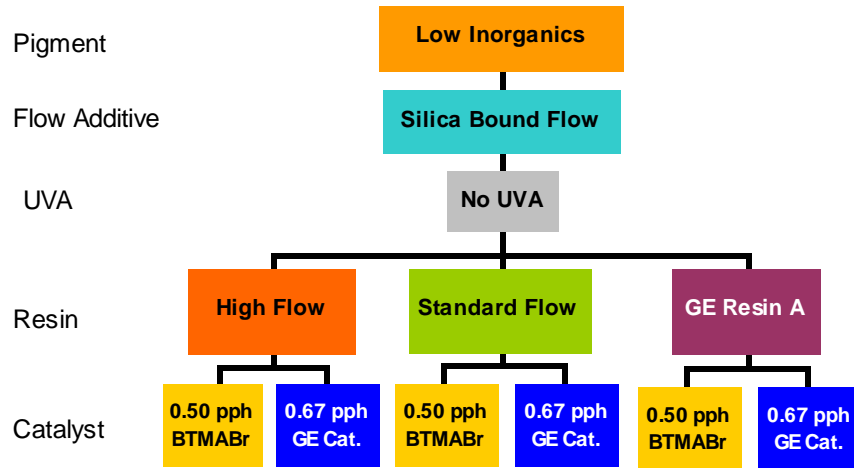 Pigment
Low Inorganics
Flow Additive
Silica Bound Flow
UVA
No UVA
Resin
High Flow
Standard Flow
GE Resin A
Catalyst
0.50 pph
BTMABr
0.67 pph
GE Cat.
0.50 pph
BTMABr
0.67 pph
GE Cat.
0.50 pph
BTMABr
0.67 pph
GE Cat.